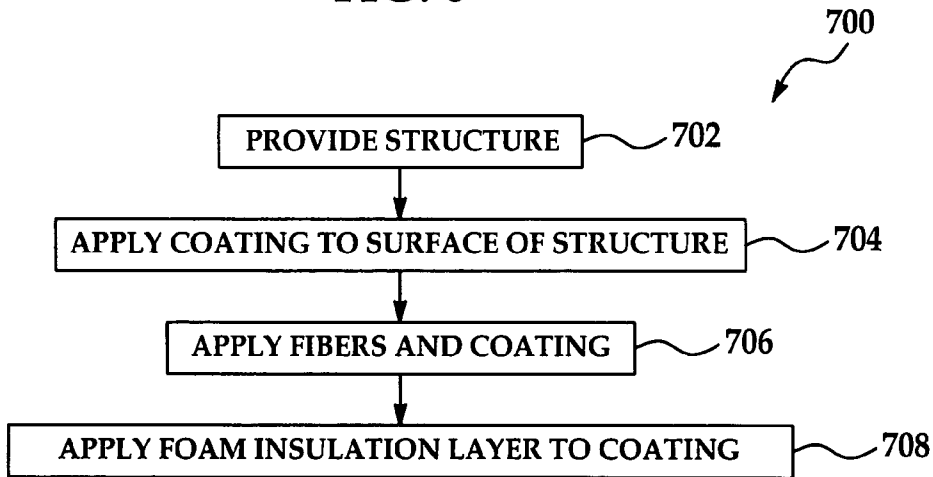 700
PROVIDE STRUCTURE 702
APPLY COATING TO SURFACE OF STRUCTURE 704
APPLY FIBERS AND COATING 706
APPLY FOAM INSULATION LAYER TO COATING 708